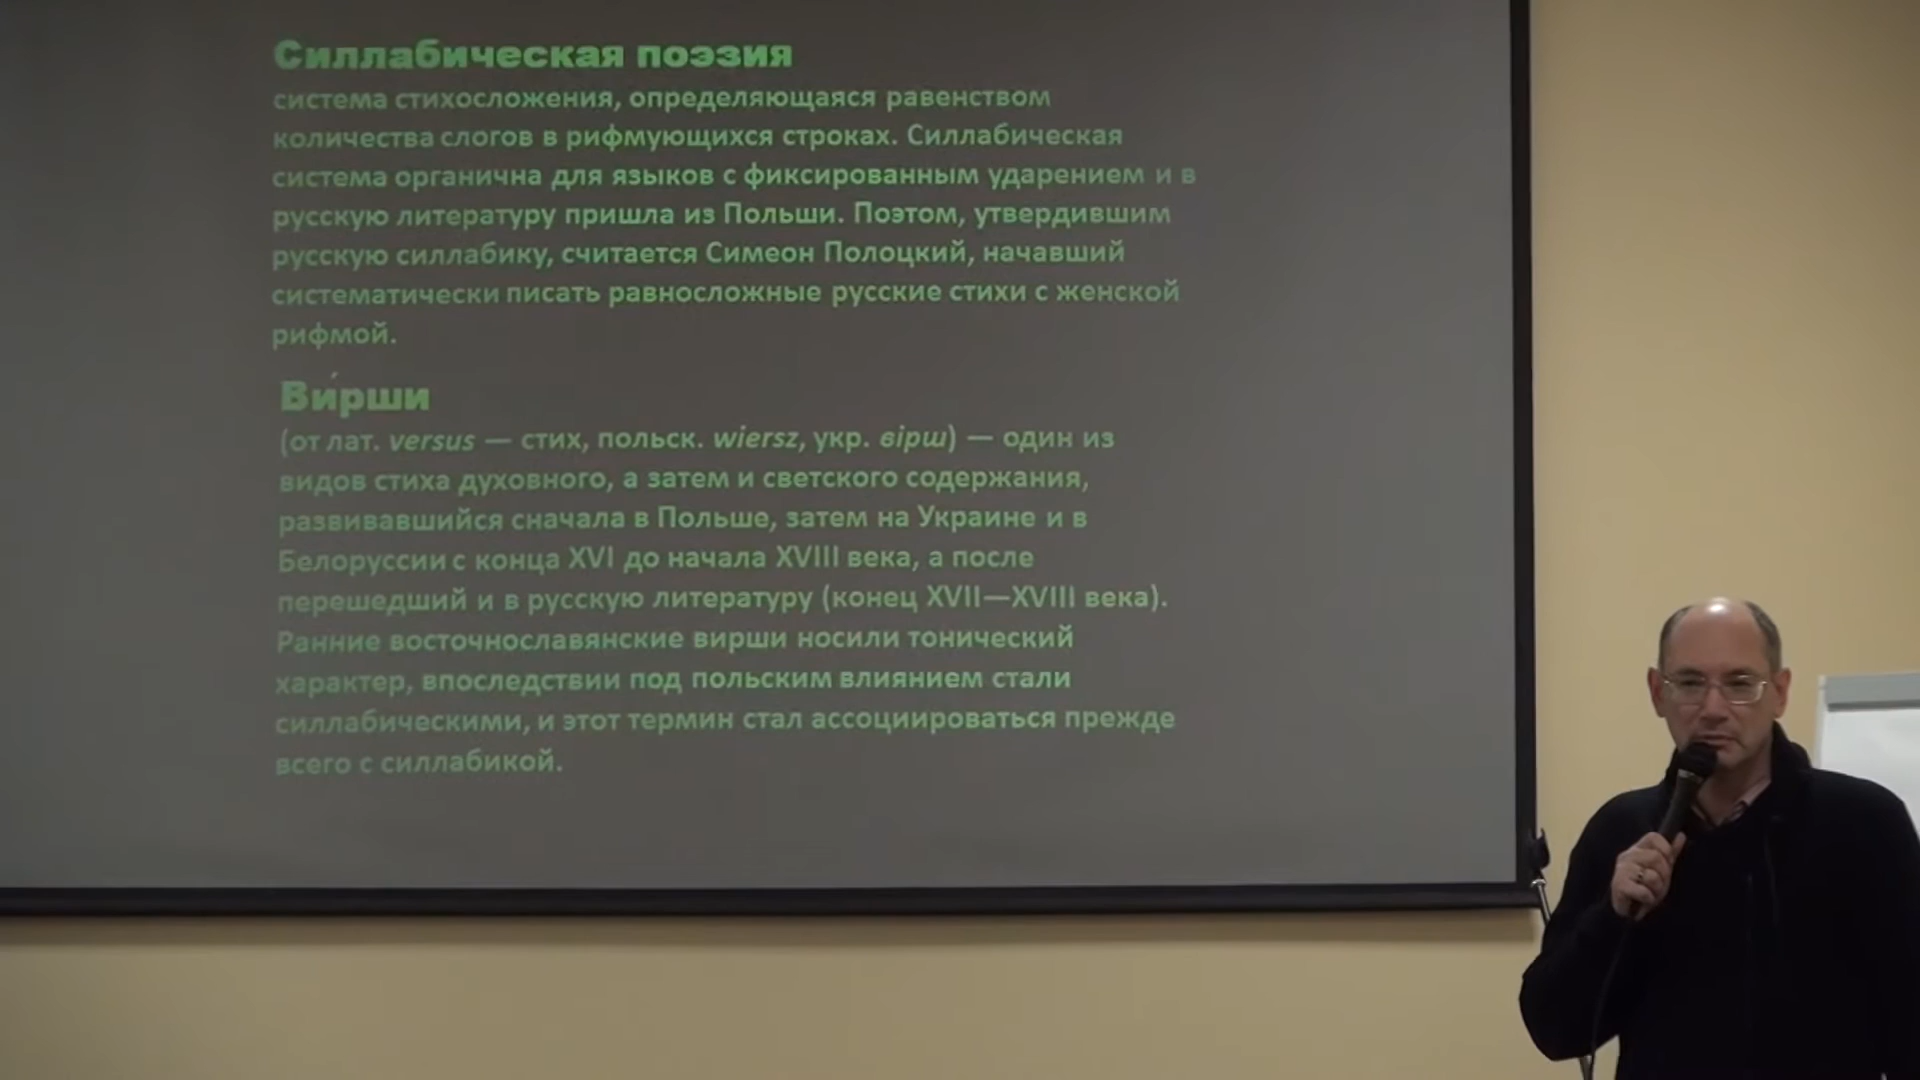 Силлабическая поэзия
система стихосложения, определяющаяся равенством
количества слогов в рифмующихся строках. Силлабическая
система органична для языков с фиксированным ударением и в
русскую литературу пришла из Польши. Поэтом, утвердившим
русскую силлабику, считается Симеон Полоцкий, начавший
систематически писать равносложные русские стихи с женской
рифмой.
Ви́рши
(от лат. versus — стих, польск. wiersz, укр. вірш) — один из
видов стиха духовного, а затем и светского содержания,
развивавшийся сначала в Польше, затем на Украине и в
Белоруссии с конца XVI до начала XVIII века, а после
перешедший и в русскую литературу (конец XVII—XVIII века).
Ранние восточнославянские вирши носили тонический
характер, впоследствии под польским влиянием стали
силлабическими, и этот термин стал ассоциироваться прежде
всего с силлабикой.